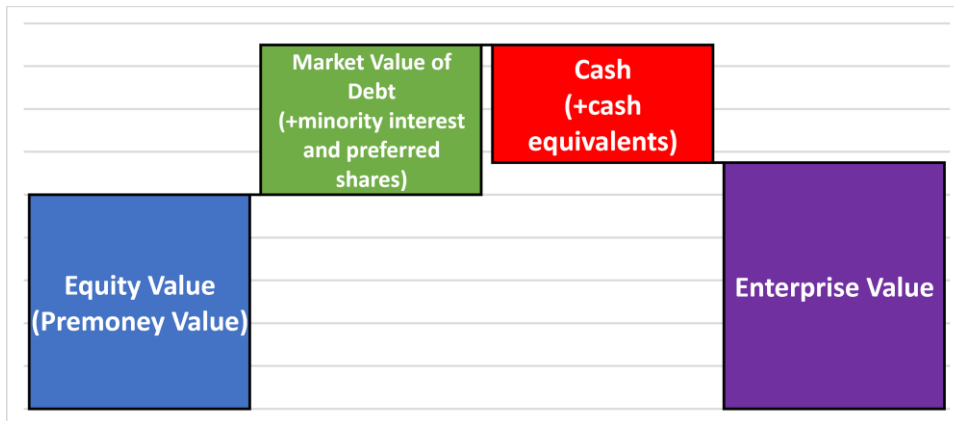 Market Value of
Debt
(+minority interest
and preferred
shares)
Cash
(+cash
equivalents)
Equity Value
(Premoney Value)
Enterprise Value